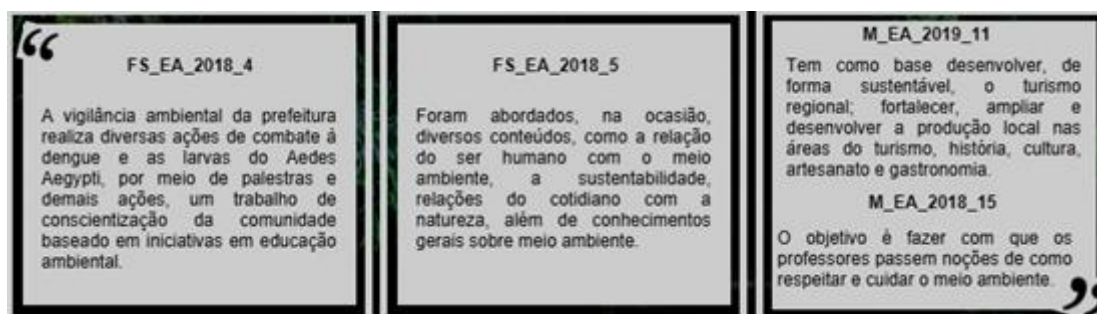 “
FS_EA_2018_4
A vigilância ambiental da prefeitura
realiza diversas ações de combate á
dengue e as larvas do Aedes
Aegypti, por meio de palestras e
demais ações, um trabalho de
conscientização da comunidade
baseado em iniciativas em educação
ambiental.
FS_EA_2018_5
Foram abordados, na ocasião,
diversos conteúdos, como a relação
do ser humano com o meio
ambiente, a sustentabilidade,
relações do cotidiano com a
natureza, além de conhecimentos
gerais sobre meio ambiente.
M_EA_2019_11
Tem como base desenvolver, de
forma sustentável, o turismo
regional; fortalecer, ampliar e
desenvolver a produção local nas
áreas do turismo, história, cultura,
artesanato e gastronomia.
M_EA_2018_15
O objetivo é fazer com que os
professores passem noções de como
respeitar e cuidar o meio ambiente.
”